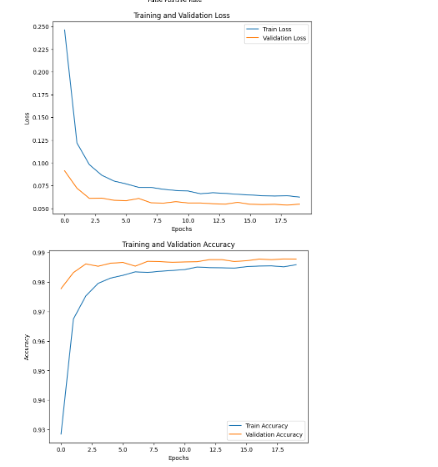 False Positive Rate
Training and Validation Loss
0.250
0.225
0.200
0.175
0.150
0.125
0.100
0.075
0.050
Loss
Train Loss
Validation Loss
0.0 2.5 5.0 7.5 10.0 12.5 15.0 17.5
Epochs
Training and Validation Accuracy
0.99
0.98
0.97
0.96
0.95
0.94
0.93
Accuracy
Train Accuracy
Validation Accuracy
0.0 2.5 5.0 7.5 10.0 12.5 15.0 17.5
Epochs